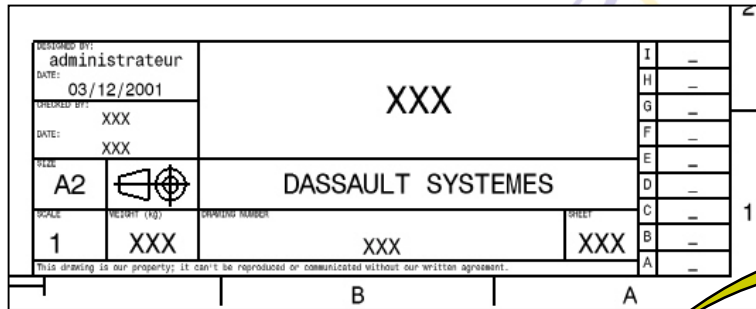 2
DESIGNED BY:
administrateur
DATE:
03/12/2001
CHECKED BY:
XXX
DATE:
XXX
XXX
SIZE
A2
DASSAULT SYSTEMES
SCALE
1
WEIGHT (kg)
XXX
DRAWING NUMBER
XXX
SHEET
XXX
This drawing is our property; it can't be reproduced or communicated without our written agreement.
I _
H _
G _
F _
E _
D _
C _
B _
A _
1
B
A